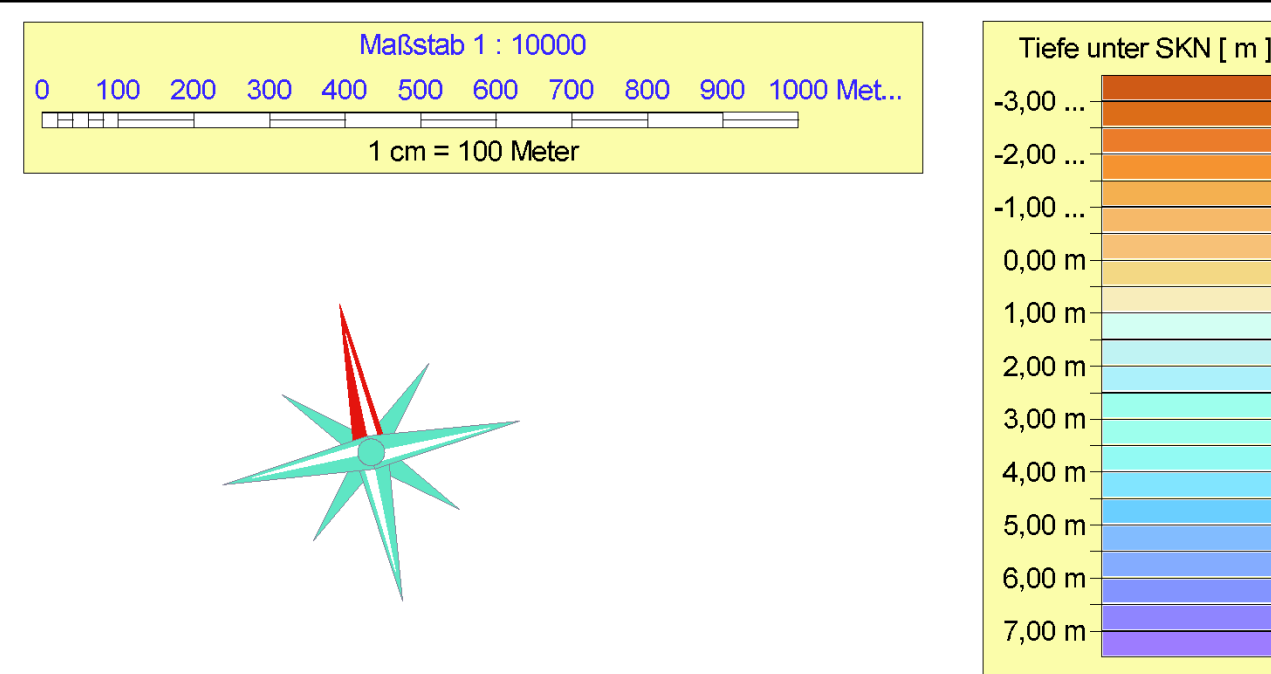 Maßstab 1 : 10000
0 100 200 300 400 500 600 700 800 900 1000 Met...
1 cm = 100 Meter
Tiefe unter SKN [ m ]
-3,00 ...
-2,00 ...
-1,00 ...
0,00 m
1,00 m
2,00 m
3,00 m
4,00 m
5,00 m
6,00 m
7,00 m